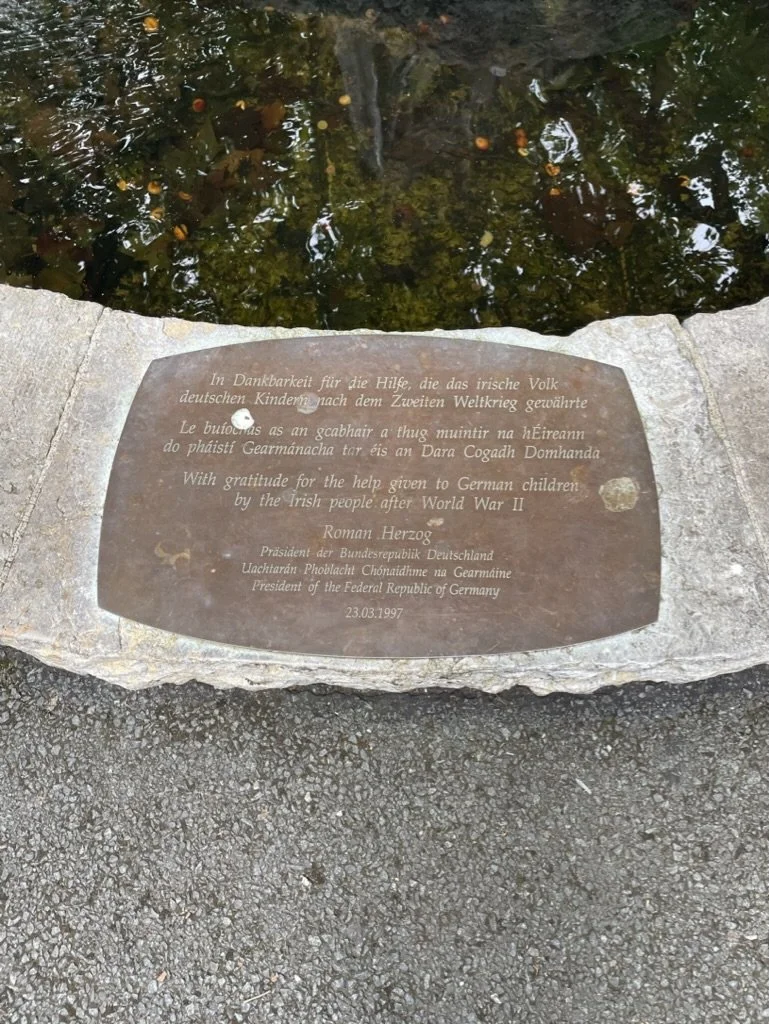 In Dankbarkeit für die Hilfe, die das irische Volk
deutschen Kindern nach dem Zweiten Weltkrieg gewährte
Le buíochas as an gcabhair a thug muintir na hÉireann
do pháistí Gearmánacha tar éis an Dara Cogadh Domhanda
With gratitude for the help given to German children
by the Irish people after World War II
Roman Herzog
Präsident der Bundesrepublik Deutschland
Uachtarán Phoblacht Chónaidhme na Gearmáine
President of the Federal Republic of Germany
23.03.1997